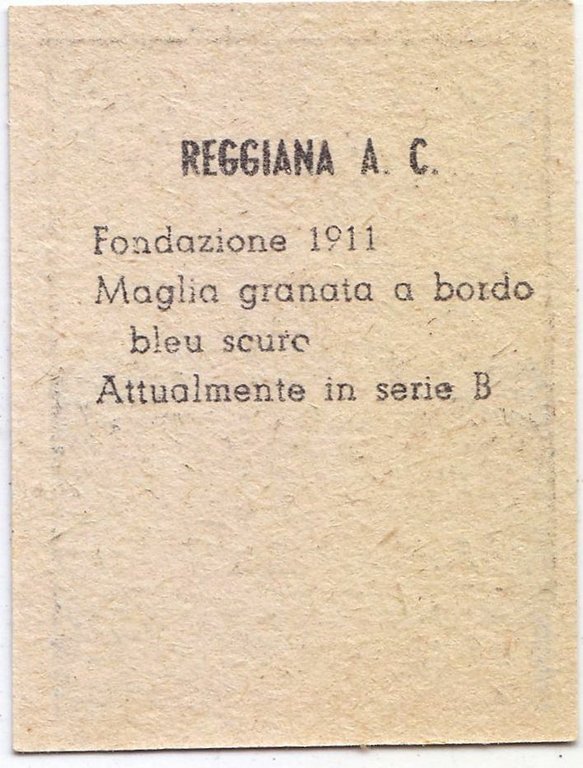 REGGIANA A. C.
Fondazione 1911
Maglia granata a bordo
bleu scuro
Attualmente in serie B